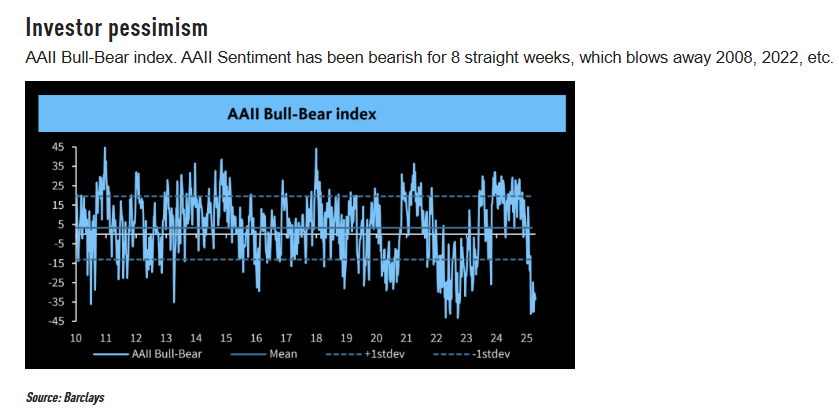 Investor pessimism
AAII Bull-Bear index. AAII Sentiment has been bearish for 8 straight weeks, which blows away 2008, 2022, etc.
AAII Bull-Bear index
45
35
25
15
5
-5
-15
-25
-35
-45
10 11 12 13 14 15 16 17 18 19 20 21 22 23 24 25
AAII Bull-Bear Mean +1stdev -1stdev
Source: Barclays